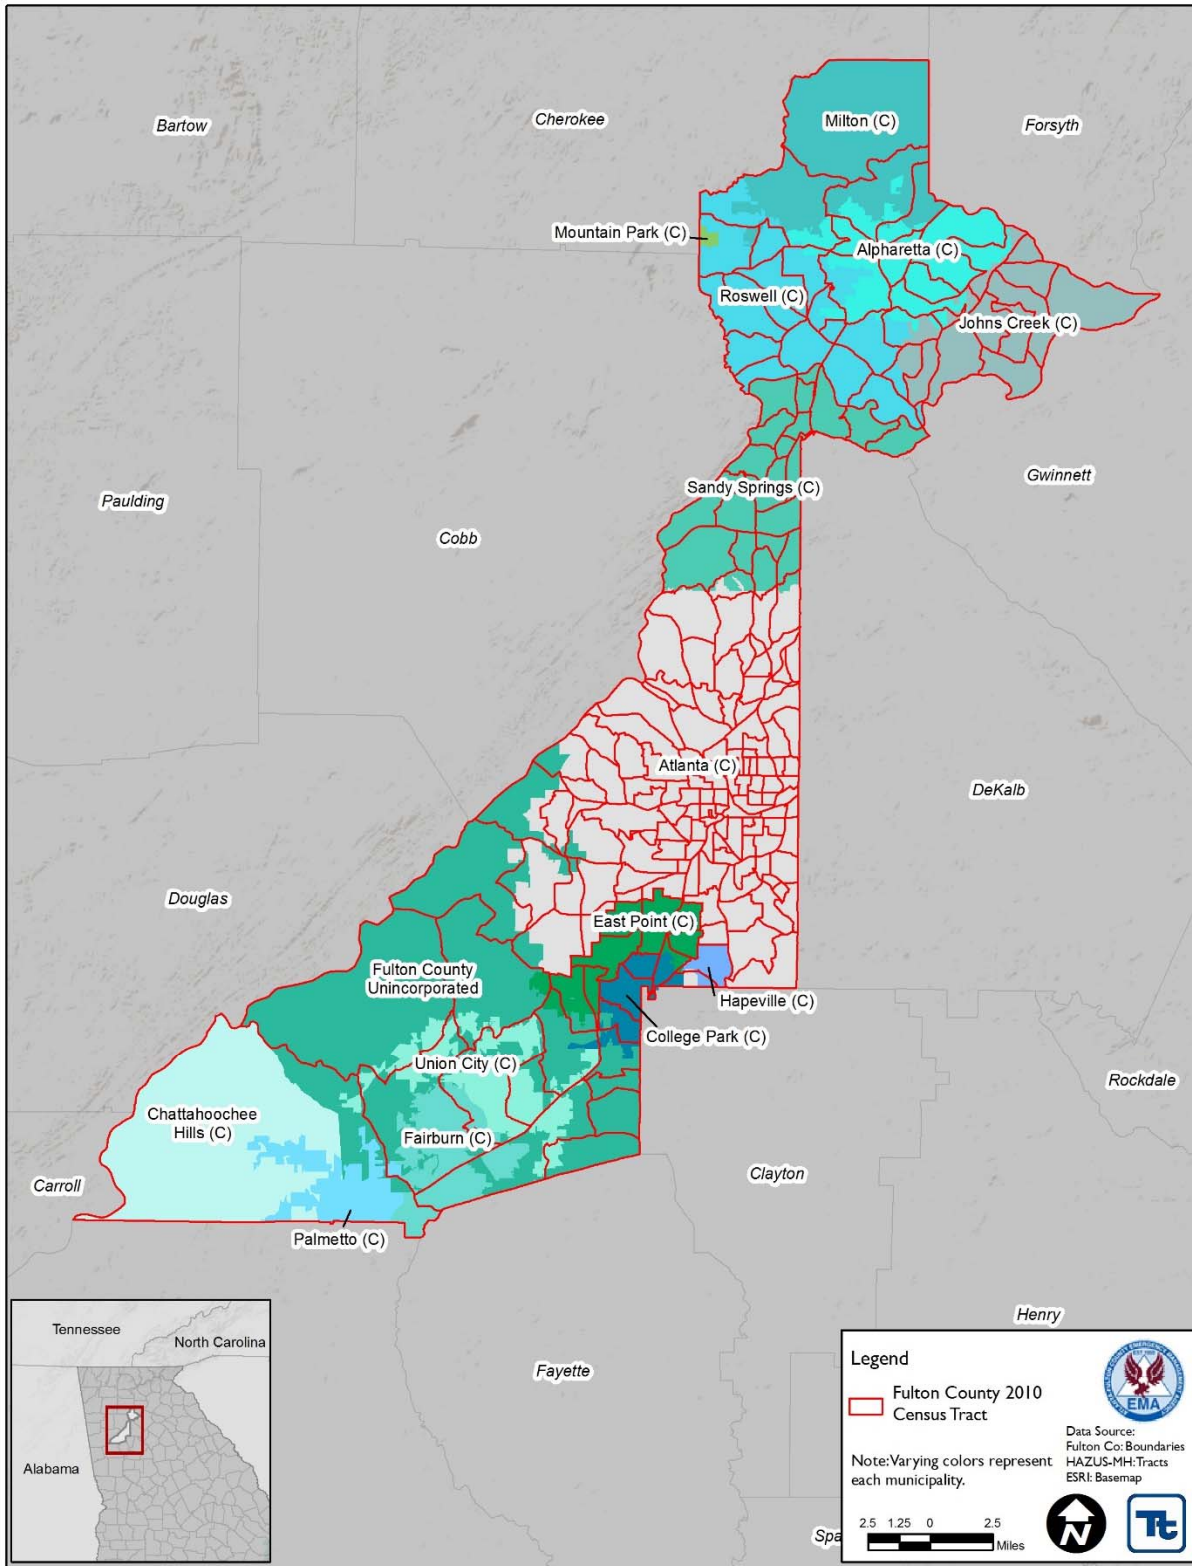 Bartow
Cherokee
Forsyth
Milton (C)
Mountain Park (C)
Alpharetta (C)
Roswell (C)
Johns Creek (C)
Gwinnett
Sandy Springs (C)
Paulding
Cobb
Atlanta (C)
DeKalb
Douglas
East Point (C)
Fulton County
Unincorporated
Hapeville (C)
College Park (C)
Union City (C)
Rockdale
Chattahoochee
Hills (C)
Fairburn (C)
Clayton
Carroll
Palmetto (C)
Henry
Fayette
Tennessee
North Carolina
Alabama
Legend
Fulton County 2010
Census Tract
EMA
Data Source:
Fulton Co: Boundaries
HAZUS-MH: Tracts
ESRI: Basemap
Note: Varying colors represent
each municipality.
2.5 1.25 0 2.5
Miles
N
Tt
Spa